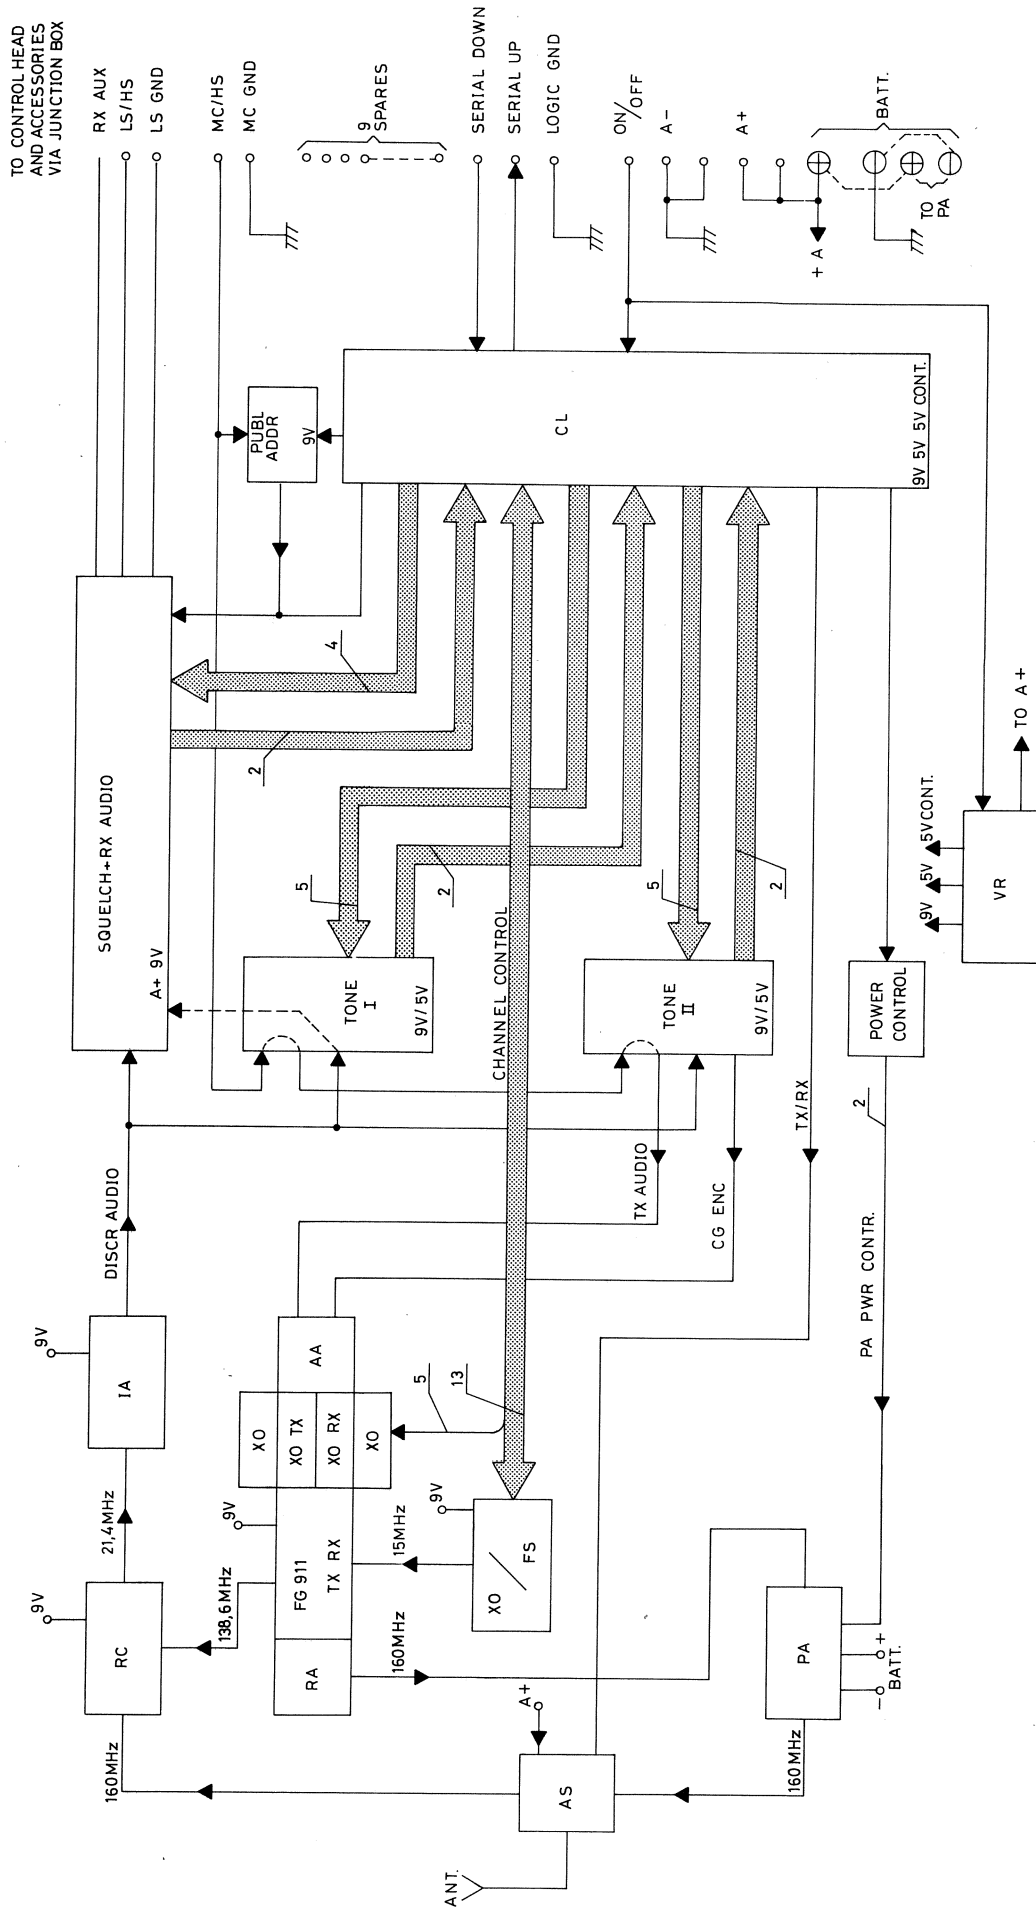 TO CONTROL HEAD
AND ACCESSORIES
VIA JUNCTION BOX
RX AUX
LS/HS
LS GND
MC/HS
MC GND
9
SPARES
SERIAL DOWN
SERIAL UP
LOGIC GND
ON/OFF
A-
A+
BATT.
TO
PA
+ A
SQUELCH+RX AUDIO
A+ 9V
PUBL
ADDR
9V
CL
9V 5V 5V CONT.
4
2
5
2
5
2
TONE
I
9V/5V
CHANNEL CONTROL
TONE
II
9V/5V
POWER
CONTROL
9V
5V
5VCONT.
VR
TO A+
DISCR AUDIO
TX AUDIO
CG ENC
TX/RX
2
PA PWR CONTR.
9V
IA
21,4MHz
9V
RC
138,6MHz
160MHz
9V
FG 911
TX RX
RA
XO
XO TX
XO RX
XO
AA
5
13
9V
XO
/
FS
15MHz
160MHz
A+
AS
ANT.
PA
160MHz
- +
BATT.